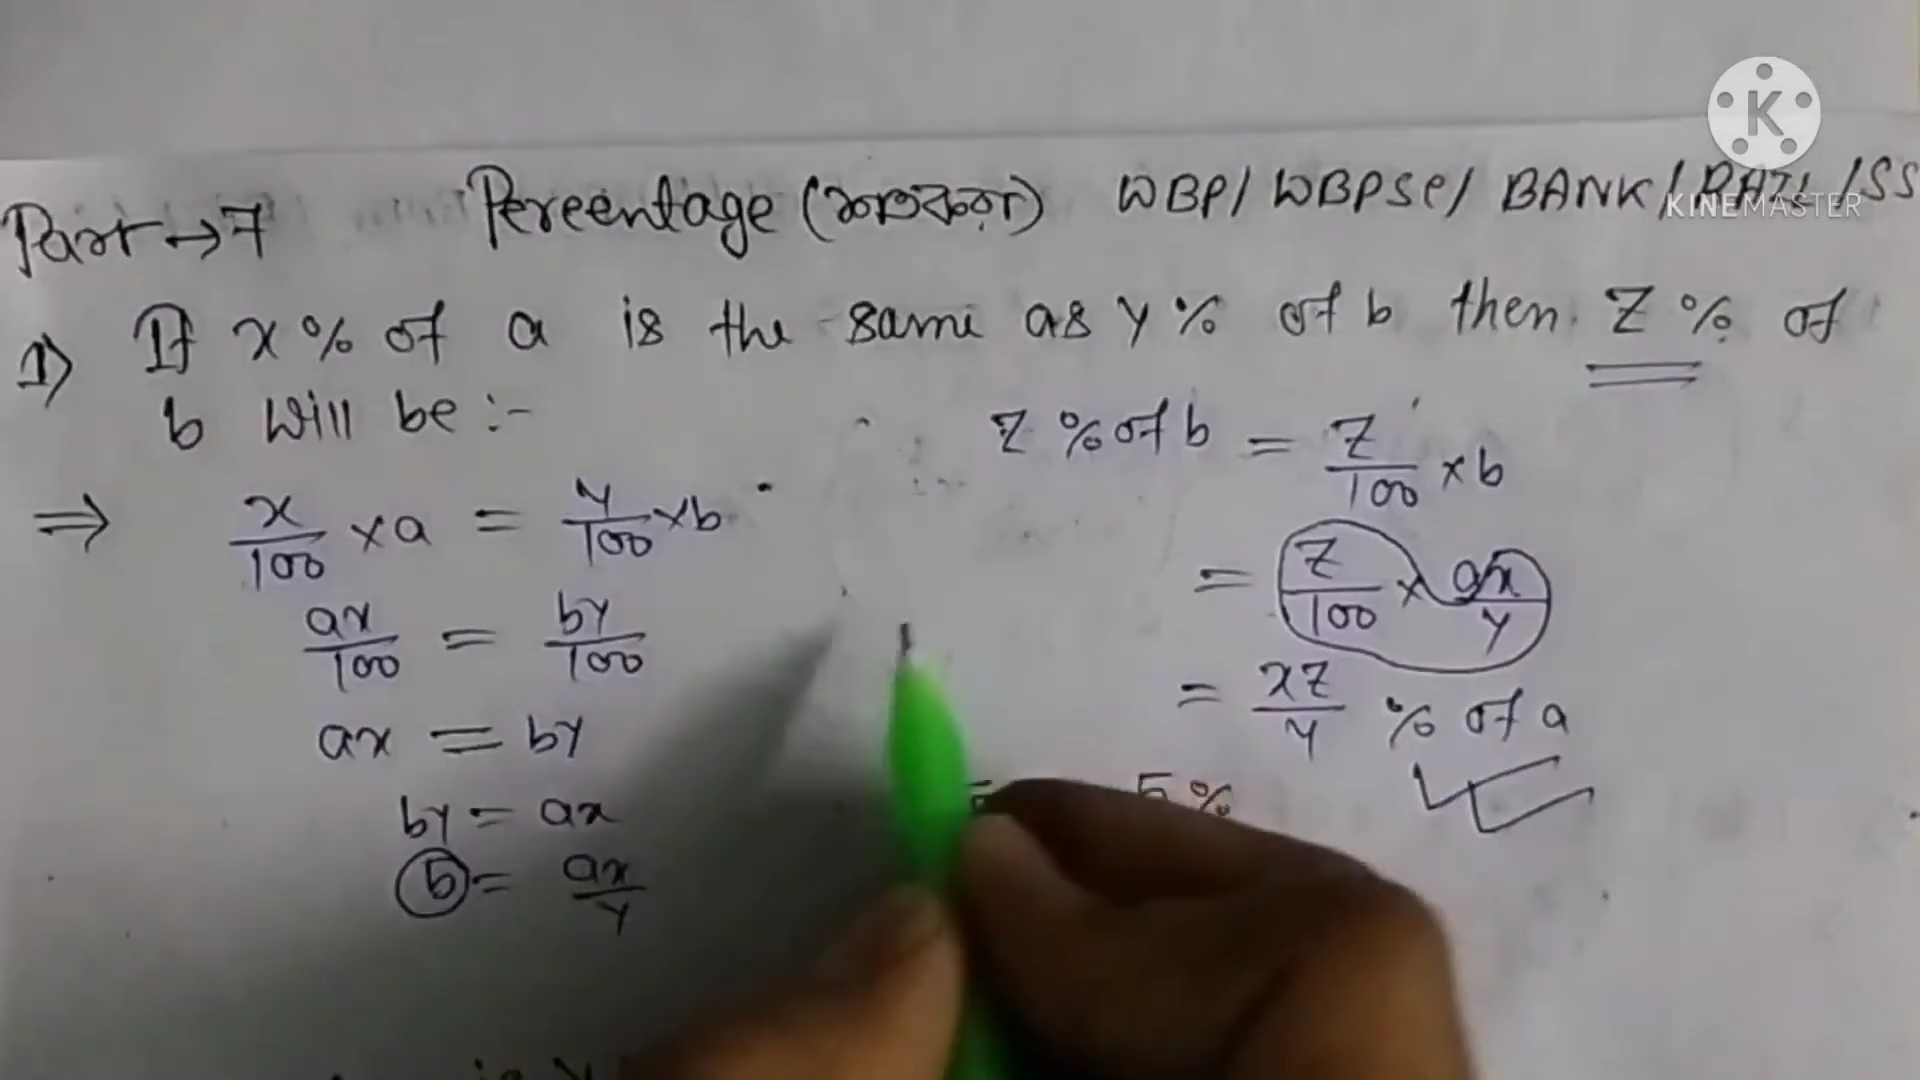 Part → 7 Percentage (শতকরা) WBP/ WBPSC/ BANK/ RAIL/SS
KINEMASTER
1) If x% of a is the same as y% of b then Z% of
b will be :-
⇒ x/100 × a = y/100 × b
ax/100 = by/100
ax = by
by = ax
b = ax/y
Z % of b = Z/100 × b
= Z/100 × ax/y
= xz/y % of a
5%